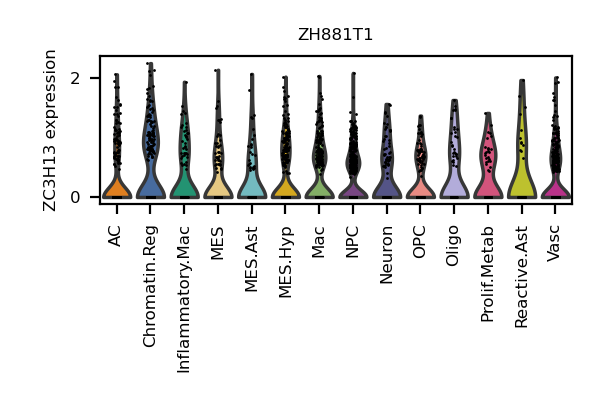 ZH881T1
ZC3H13 expression
2
0
AC
Chromatin.Reg
Inflammatory.Mac
MES
MES.Ast
MES.Hyp
Mac
NPC
Neuron
OPC
Oligo
Prolif.Metab
Reactive.Ast
Vasc